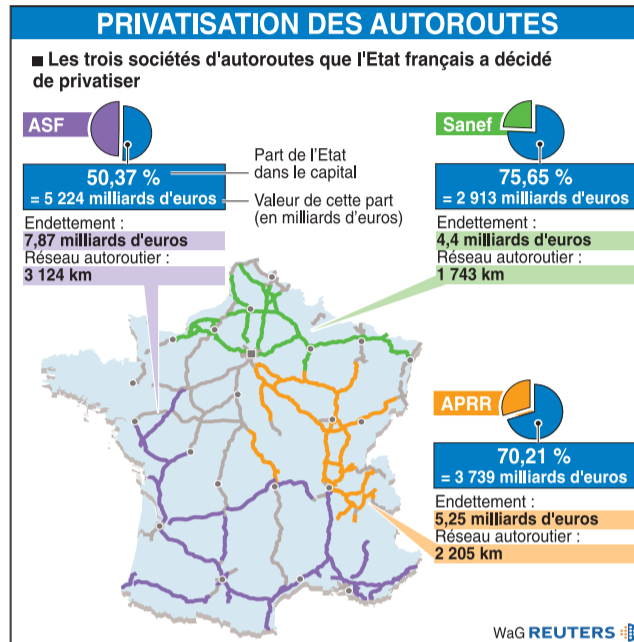 PRIVATISATION DES AUTOROUTES
■ Les trois sociétés d'autoroutes que l'Etat français a décidé
de privatiser
ASF
50,37 %
= 5 224 milliards d'euros
Part de l'Etat
dans le capital
Valeur de cette part
(en milliards d'euros)
Endettement :
7,87 milliards d'euros
Réseau autoroutier :
3 124 km
Sanef
75,65 %
= 2 913 milliards d'euros
Endettement :
4,4 milliards d'euros
Réseau autoroutier :
1 743 km
APRR
70,21 %
= 3 739 milliards d'euros
Endettement :
5,25 milliards d'euros
Réseau autoroutier :
2 205 km
WaG REUTERS